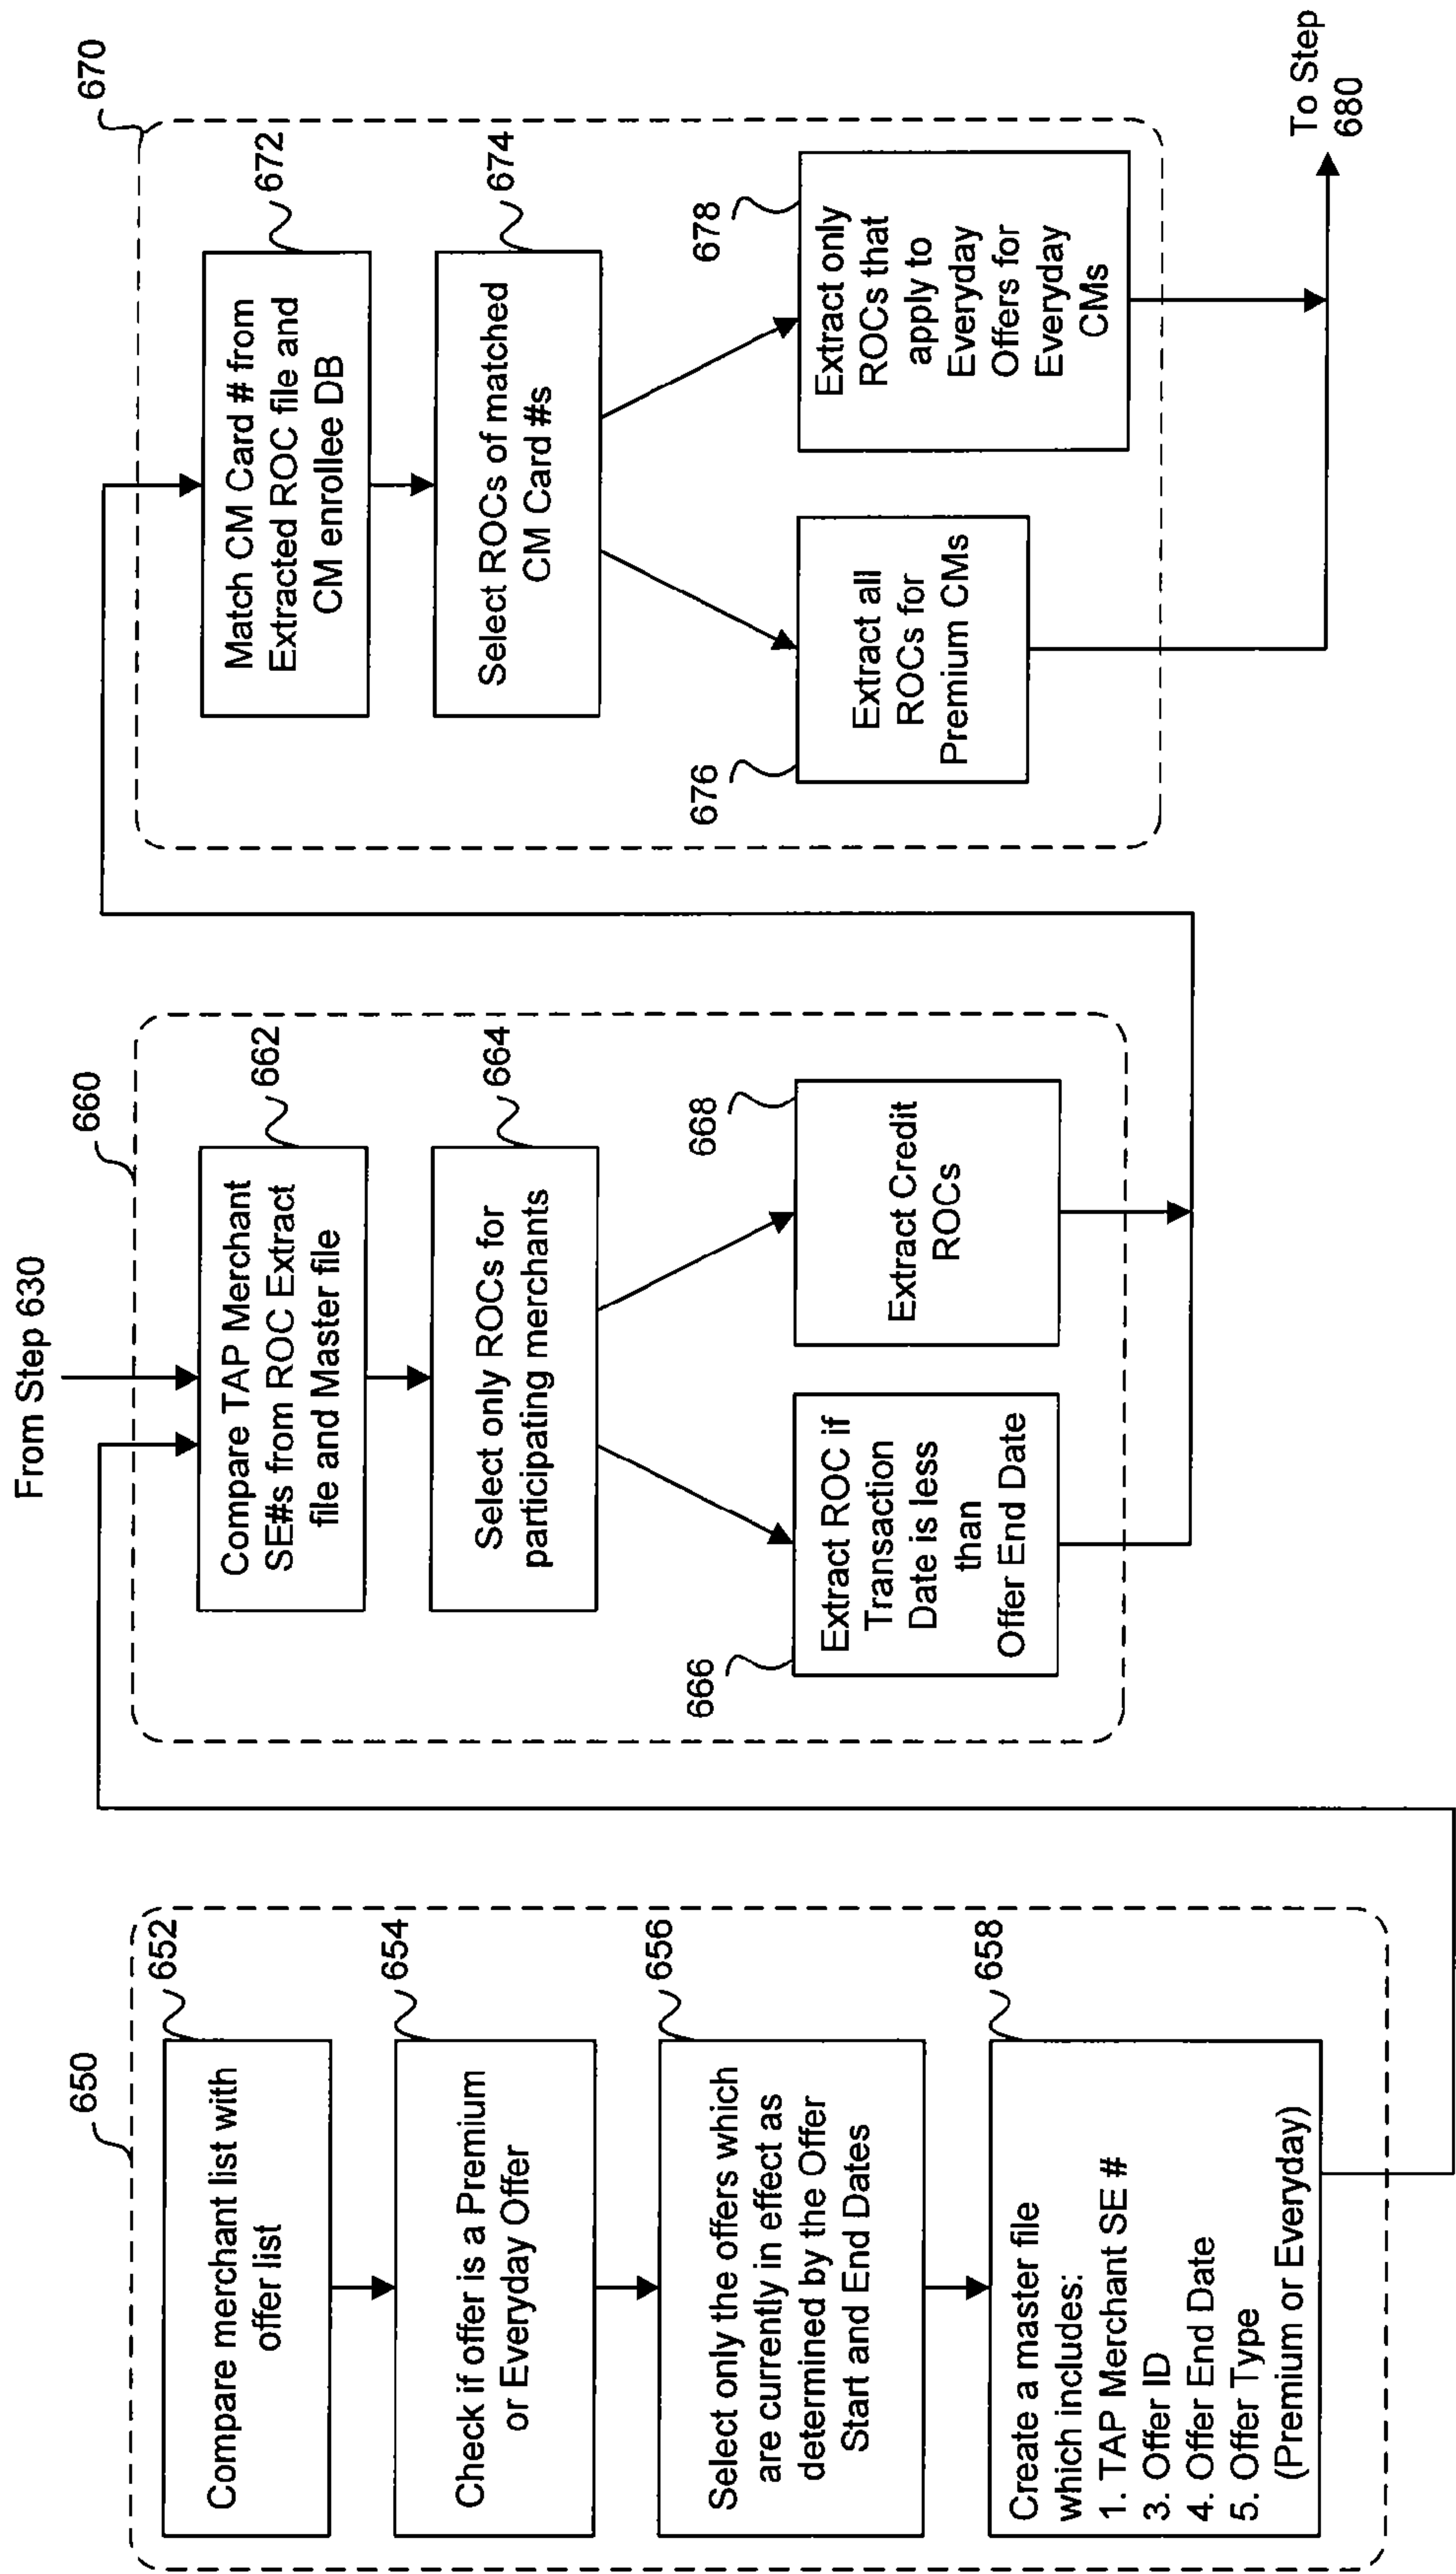 650
652
Compare merchant list with
offer list
654
Check if offer is a Premium
or Everyday Offer
656
Select only the offers which
are currently in effect as
determined by the Offer
Start and End Dates
658
Create a master file
which includes:
1. TAP Merchant SE #
3. Offer ID
4. Offer End Date
5. Offer Type
(Premium or Everyday)
From Step 630
660
662
Compare TAP Merchant
SE#s from ROC Extract
file and Master file
664
Select only ROCs for
participating merchants
666
Extract ROC if
Transaction
Date is less
than
Offer End Date
668
Extract Credit
ROCs
670
672
Match CM Card # from
Extracted ROC file and
CM enrollee DB
674
Select ROCs of matched
CM Card #s
676
Extract all
ROCs for
Premium CMs
678
Extract only
ROCs that
apply to
Everyday
Offers for
Everyday
CMs
To Step
680